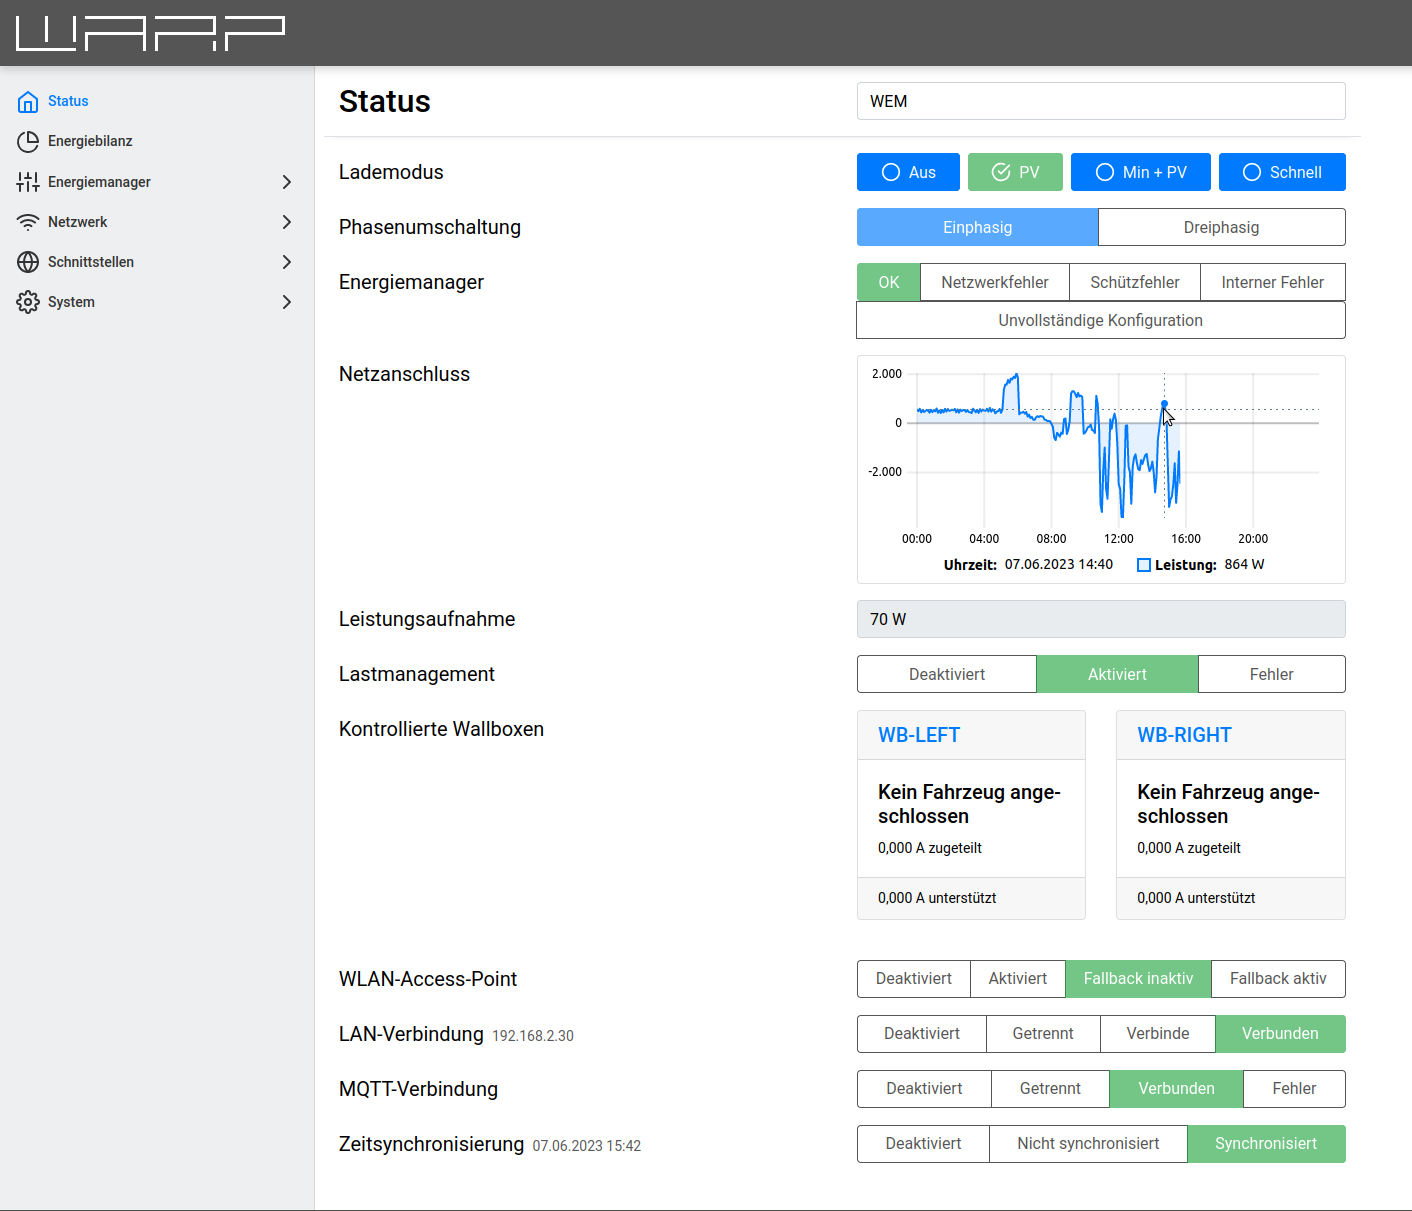 WARP
Status
Energiebilanz
Energiemanager
Netzwerk
Schnittstellen
System
Status
WEM
Lademodus
Aus PV Min + PV Schnell
Phasenumschaltung
Einphasig Dreiphasig
Energiemanager
OK Netzwerkfehler Schützfehler Interner Fehler
Unvollständige Konfiguration
Netzanschluss
2.000
0
-2.000
00:00 04:00 08:00 12:00 16:00 20:00
Uhrzeit: 07.06.2023 14:40 Leistung: 864 W
Leistungsaufnahme
70 W
Lastmanagement
Deaktiviert Aktiviert Fehler
Kontrollierte Wallboxen
WB-LEFT
Kein Fahrzeug ange-
schlossen
0,000 A zugeteilt
0,000 A unterstützt
WB-RIGHT
Kein Fahrzeug ange-
schlossen
0,000 A zugeteilt
0,000 A unterstützt
WLAN-Access-Point
Deaktiviert Aktiviert Fallback inaktiv Fallback aktiv
LAN-Verbindung 192.168.2.30
Deaktiviert Getrennt Verbinde Verbunden
MQTT-Verbindung
Deaktiviert Getrennt Verbunden Fehler
Zeitsynchronisierung 07.06.2023 15:42
Deaktiviert Nicht synchronisiert Synchronisiert